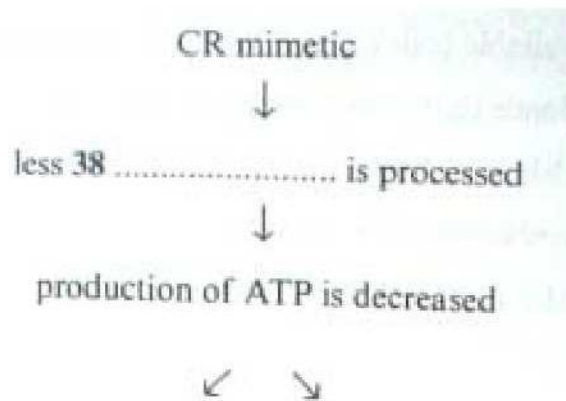 CR mimetic
↓
less 38 ........................ is processed
↓
production of ATP is decreased
↙ ↘